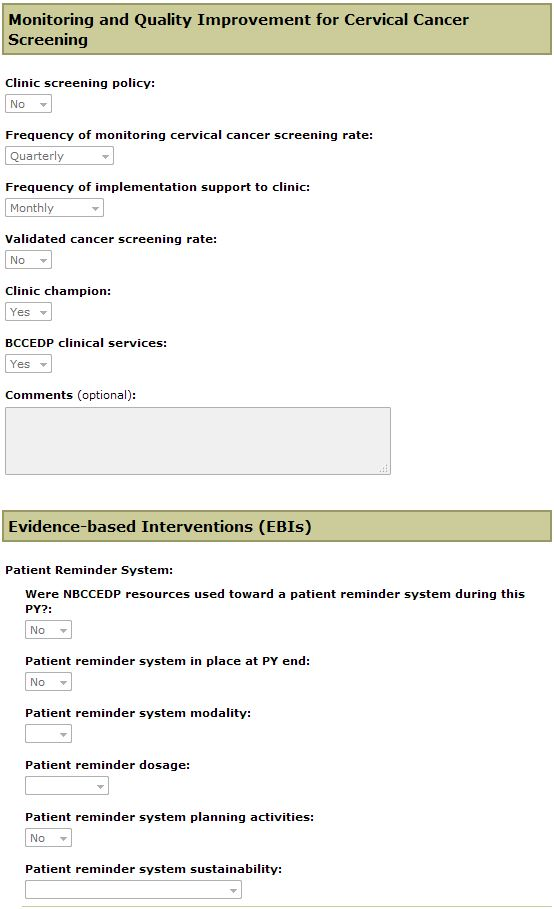 Monitoring and Quality Improvement for Cervical Cancer
Screening
Clinic screening policy:
No
Frequency of monitoring cervical cancer screening rate:
Quarterly
Frequency of implementation support to clinic:
Monthly
Validated cancer screening rate:
No
Clinic champion:
Yes
BCCEDP clinical services:
Yes
Comments (optional):
Evidence-based Interventions (EBIs)
Patient Reminder System:
Were NBCCEDP resources used toward a patient reminder system during this
PY?:
No
Patient reminder system in place at PY end:
No
Patient reminder system modality:
Patient reminder dosage:
Patient reminder system planning activities:
No
Patient reminder system sustainability: